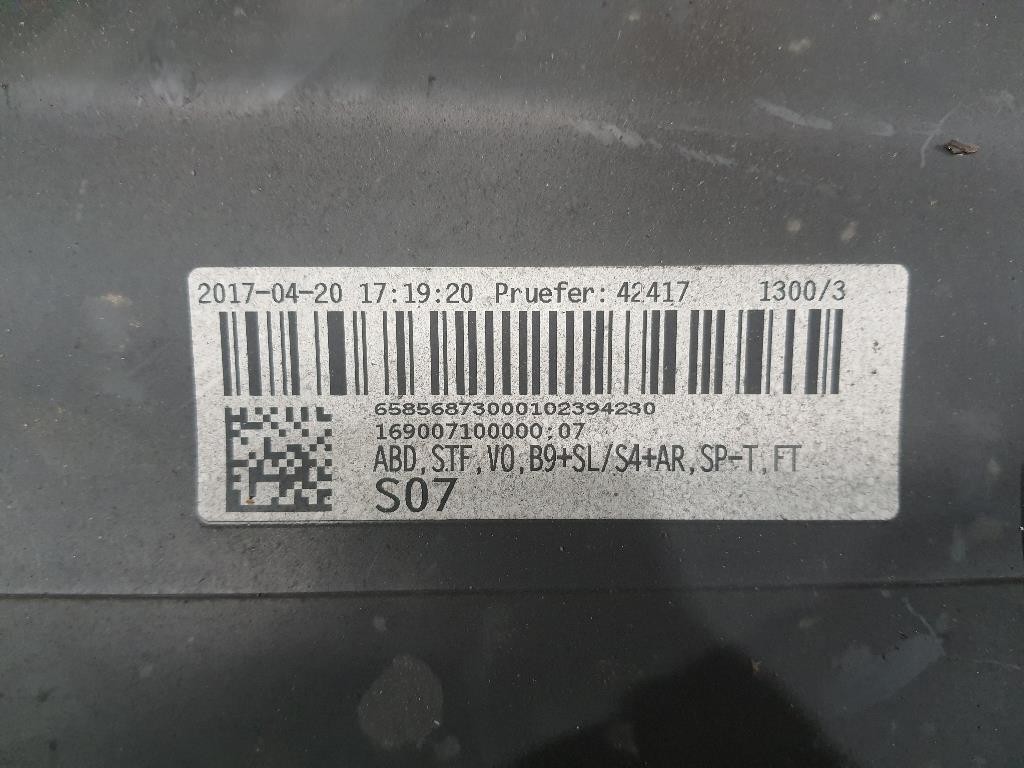 2017-04-20 17:19:20 Pruefer: 42417 1300/3
65856873000102394230
169007100000;07
ABD,STF,VO,B9+SL/S4+AR,SP-T,FT
S07